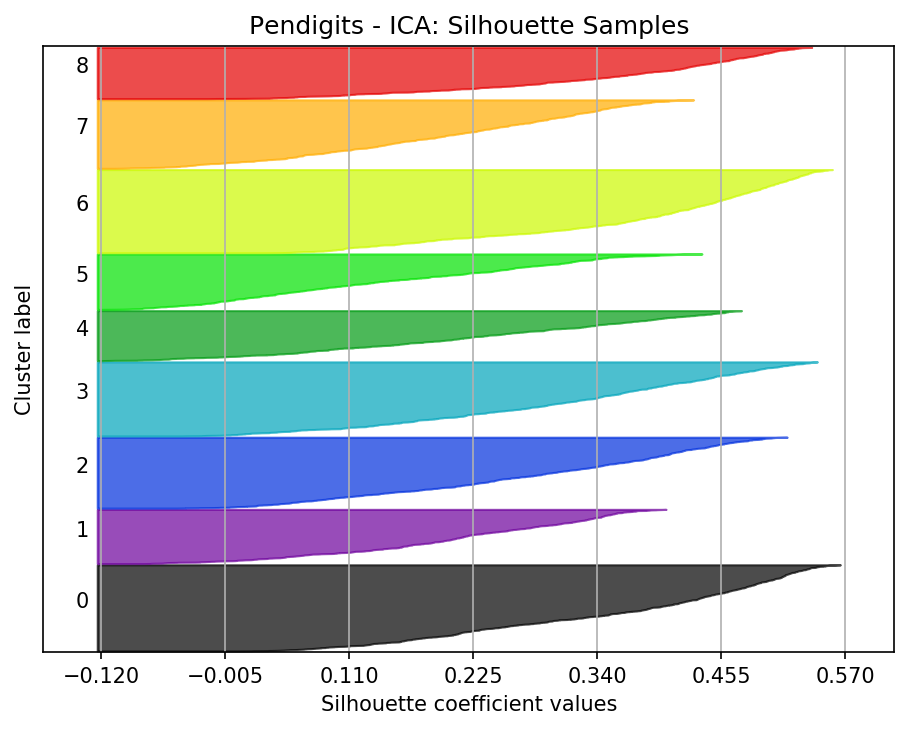 Pendigits - ICA: Silhouette Samples
8
7
6
5
4
3
2
1
0
Cluster label
−0.120 −0.005 0.110 0.225 0.340 0.455 0.570
Silhouette coefficient values